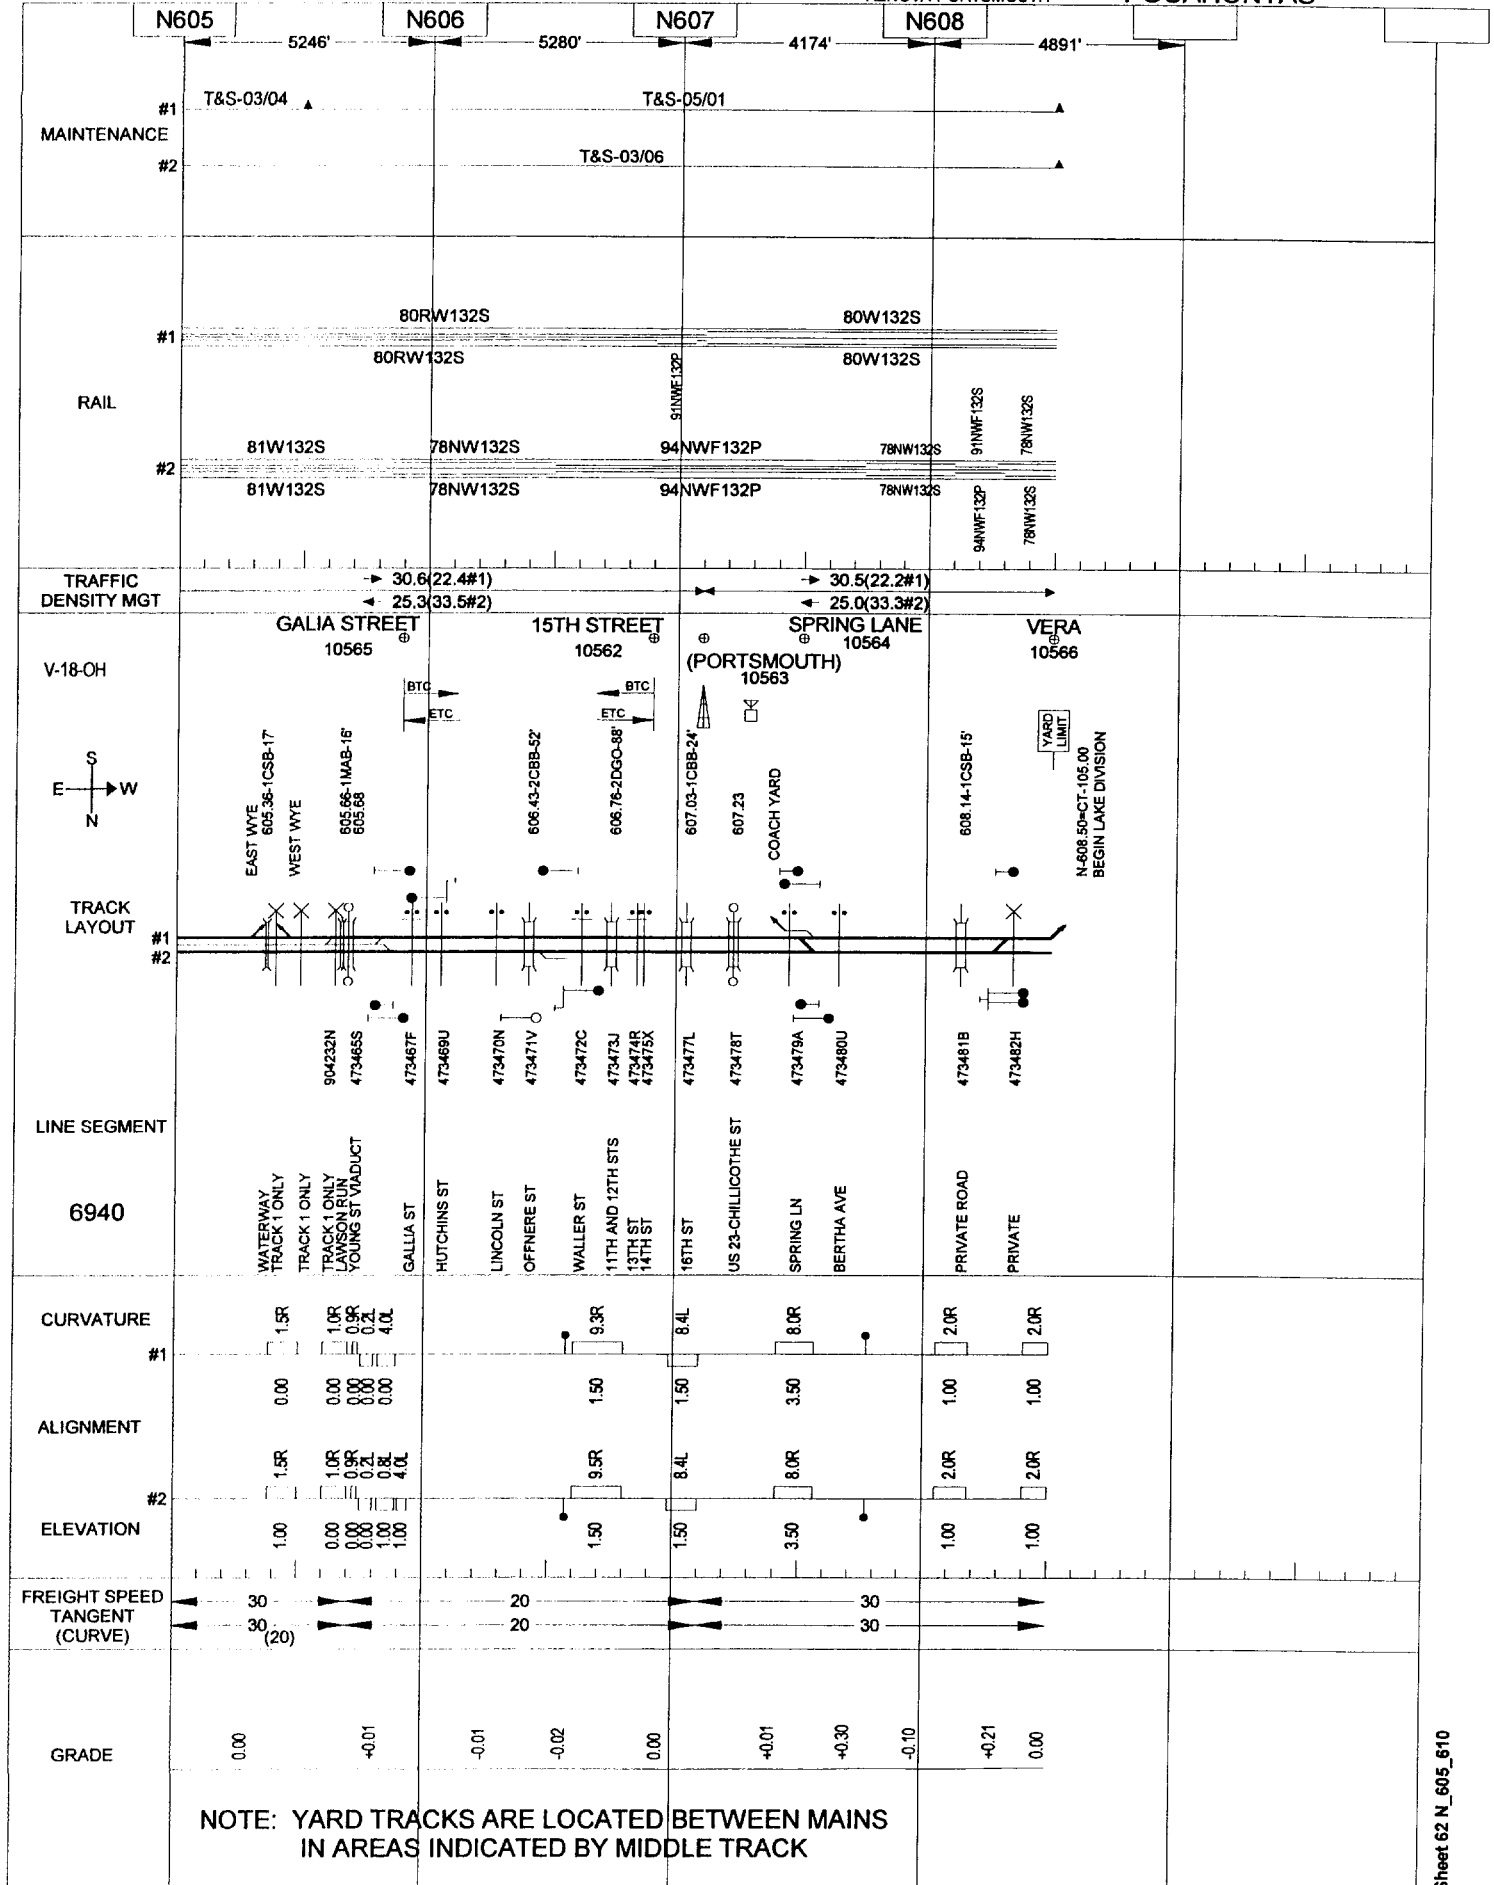 N605
N606
N607
N608
5246'
5280'
4174'
4891'
MAINTENANCE
#1
T&S-03/04
T&S-05/01
#2
T&S-03/06
RAIL
#1
80RW132S
80W132S
80RW132S
80W132S
91NWF132P
#2
81W132S
78NW132S
94NWF132P
78NW132S
91NWF132S
78NW132S
81W132S
78NW132S
94NWF132P
78NW132S
94NWF132P
78NW132S
TRAFFIC
DENSITY MGT
30.6(22.4#1)
30.5(22.2#1)
25.3(33.5#2)
25.0(33.3#2)
GALIA STREET
10565
15TH STREET
10562
(PORTSMOUTH)
10563
SPRING LANE
10564
VERA
10566
V-18-OH
BTC
ETC
BTC
ETC
S
E
W
N
EAST WYE
605.36-1CSB-17'
WEST WYE
605.66-1MAB-16'
605.68
606.43-2CBB-52'
606.76-2DGO-88'
607.03-1CBB-24'
607.23
COACH YARD
608.14-1CSB-15'
YARD
LIMIT
N-608.50=CT-105.00
BEGIN LAKE DIVISION
TRACK
LAYOUT
#1
#2
904232N
473465S
473467F
473469U
473470N
473471V
473472C
473473J
473474R
473475X
473477L
473478T
473479A
473480U
473481B
473482H
LINE SEGMENT
6940
WATERWAY
TRACK 1 ONLY
TRACK 1 ONLY
TRACK 1 ONLY
LAWSON RUN
YOUNG ST VIADUCT
GALLIA ST
HUTCHINS ST
LINCOLN ST
OFFNERE ST
WALLER ST
11TH AND 12TH STS
13TH ST
14TH ST
16TH ST
US 23-CHILLICOTHE ST
SPRING LN
BERTHA AVE
PRIVATE ROAD
PRIVATE
CURVATURE
#1
1.5R
1.0R
0.9R
0.2L
4.0L
9.3R
8.4L
8.0R
2.0R
2.0R
0.00
0.00
0.00
0.00
0.00
1.50
1.50
3.50
1.00
1.00
ALIGNMENT
#2
1.5R
1.0R
0.9R
0.2L
0.8L
4.0L
9.5R
8.4L
8.0R
2.0R
2.0R
ELEVATION
1.00
0.00
0.00
0.00
1.00
1.00
1.50
1.50
3.50
1.00
1.00
FREIGHT SPEED
TANGENT
(CURVE)
30
20
30
30
(20)
20
30
GRADE
0.00
+0.01
-0.01
-0.02
0.00
+0.01
+0.30
-0.10
+0.21
0.00
NOTE: YARD TRACKS ARE LOCATED BETWEEN MAINS
IN AREAS INDICATED BY MIDDLE TRACK
Sheet 62 N_605_610